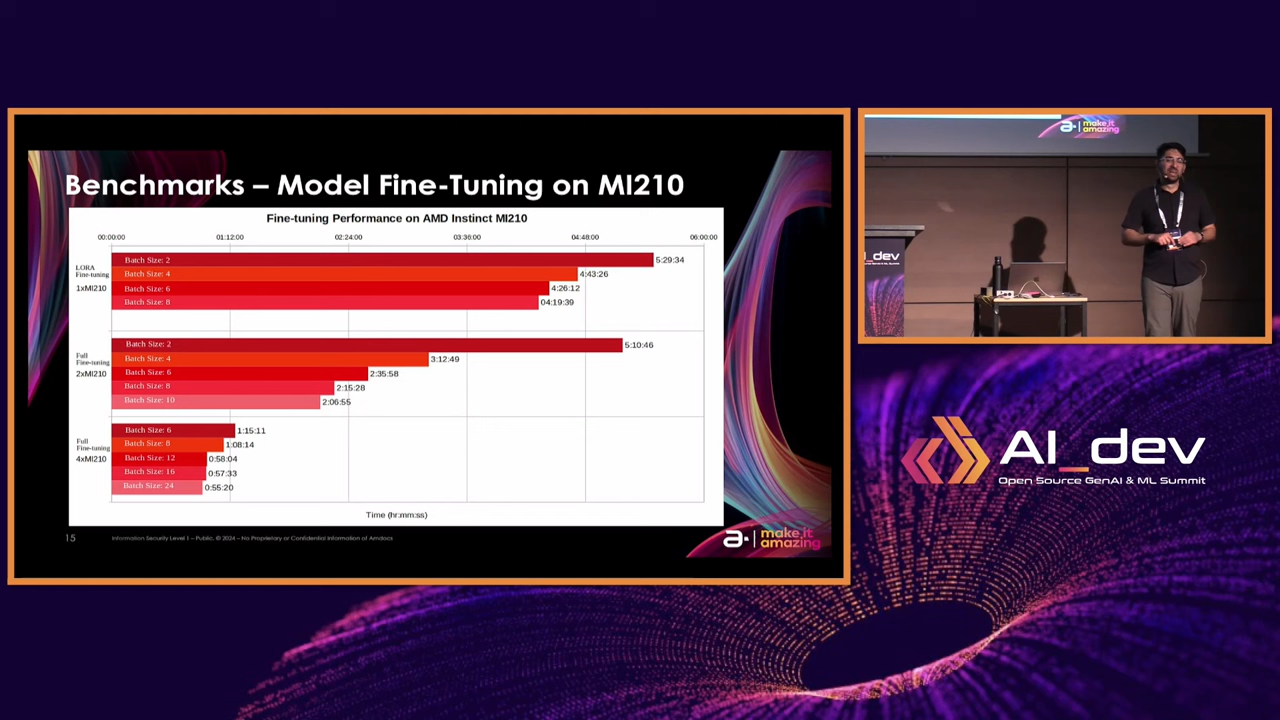 Benchmarks – Model Fine-Tuning on MI210
Fine-tuning Performance on AMD Instinct MI210
00:00:00 01:12:00 02:24:00 03:36:00 04:48:00 06:00:00
LORA
Fine-tuning
1xMI210
Batch Size: 2 5:29:34
Batch Size: 4 4:43:26
Batch Size: 6 4:26:12
Batch Size: 8 04:19:39
Full
Fine-tuning
2xMI210
Batch Size: 2 5:10:46
Batch Size: 4 3:12:49
Batch Size: 6 2:35:58
Batch Size: 8 2:15:28
Batch Size: 10 2:06:55
Full
Fine-tuning
4xMI210
Batch Size: 6 1:15:11
Batch Size: 8 1:08:14
Batch Size: 12 0:58:04
Batch Size: 16 0:57:33
Batch Size: 24 0:55:20
Time (hr:mm:ss)
15 Information Security Level 1 – Public, © 2024 – No Proprietary or Confidential Information of Amdocs
a
make it
amazing
a
make it
amazing
_dev
AI_dev
Open Source GenAI & ML Summit